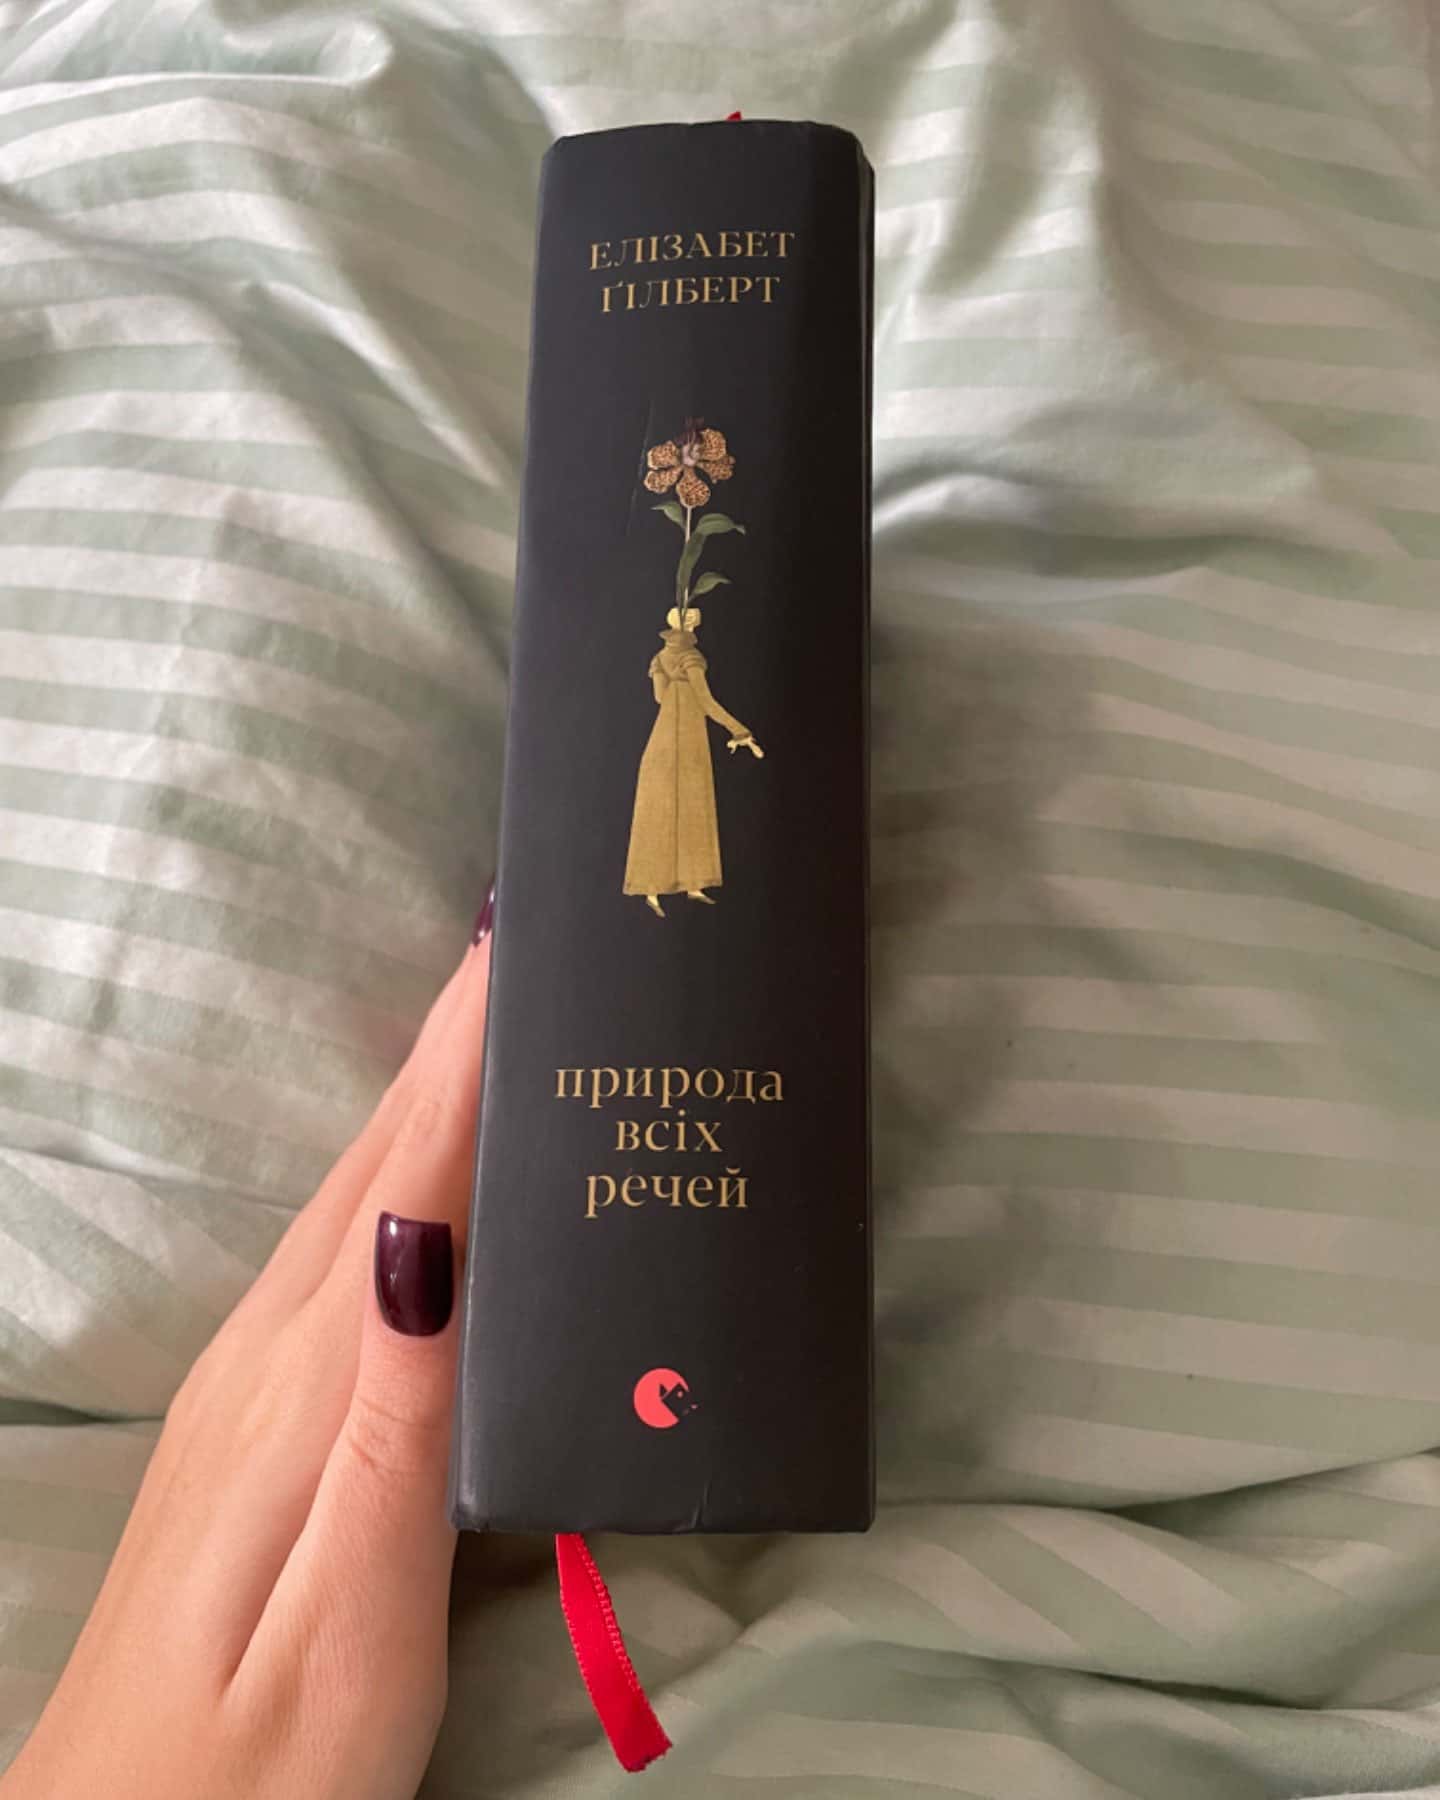 ЕЛІЗАБЕТ
ҐІЛБЕРТ
природа
всіх
речей